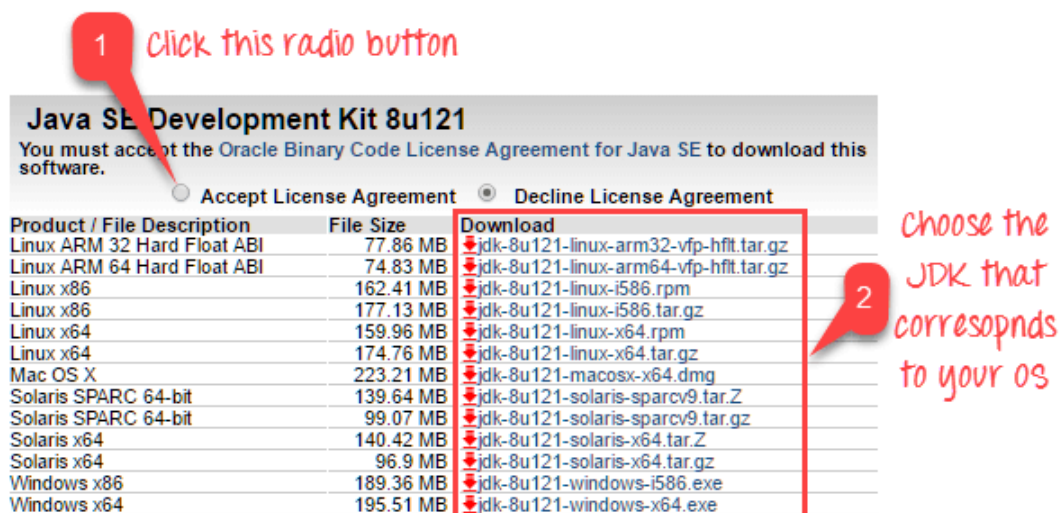 1 Click this radio button
Java SE Development Kit 8u121
You must accept the Oracle Binary Code License Agreement for Java SE to download this
software.
Accept License Agreement Decline License Agreement
Product / File Description File Size Download
Linux ARM 32 Hard Float ABI 77.86 MB jdk-8u121-linux-arm32-vfp-hflt.tar.gz
Linux ARM 64 Hard Float ABI 74.83 MB jdk-8u121-linux-arm64-vfp-hflt.tar.gz
Linux x86 162.41 MB jdk-8u121-linux-i586.rpm
Linux x86 177.13 MB jdk-8u121-linux-i586.tar.gz
Linux x64 159.96 MB jdk-8u121-linux-x64.rpm
Linux x64 174.76 MB jdk-8u121-linux-x64.tar.gz
Mac OS X 223.21 MB jdk-8u121-macosx-x64.dmg
Solaris SPARC 64-bit 139.64 MB jdk-8u121-solaris-sparcv9.tar.Z
Solaris SPARC 64-bit 99.07 MB jdk-8u121-solaris-sparcv9.tar.gz
Solaris x64 140.42 MB jdk-8u121-solaris-x64.tar.Z
Solaris x64 96.9 MB jdk-8u121-solaris-x64.tar.gz
Windows x86 189.36 MB jdk-8u121-windows-i586.exe
Windows x64 195.51 MB jdk-8u121-windows-x64.exe
2
Choose the
JDK that
corresopnds
to your OS